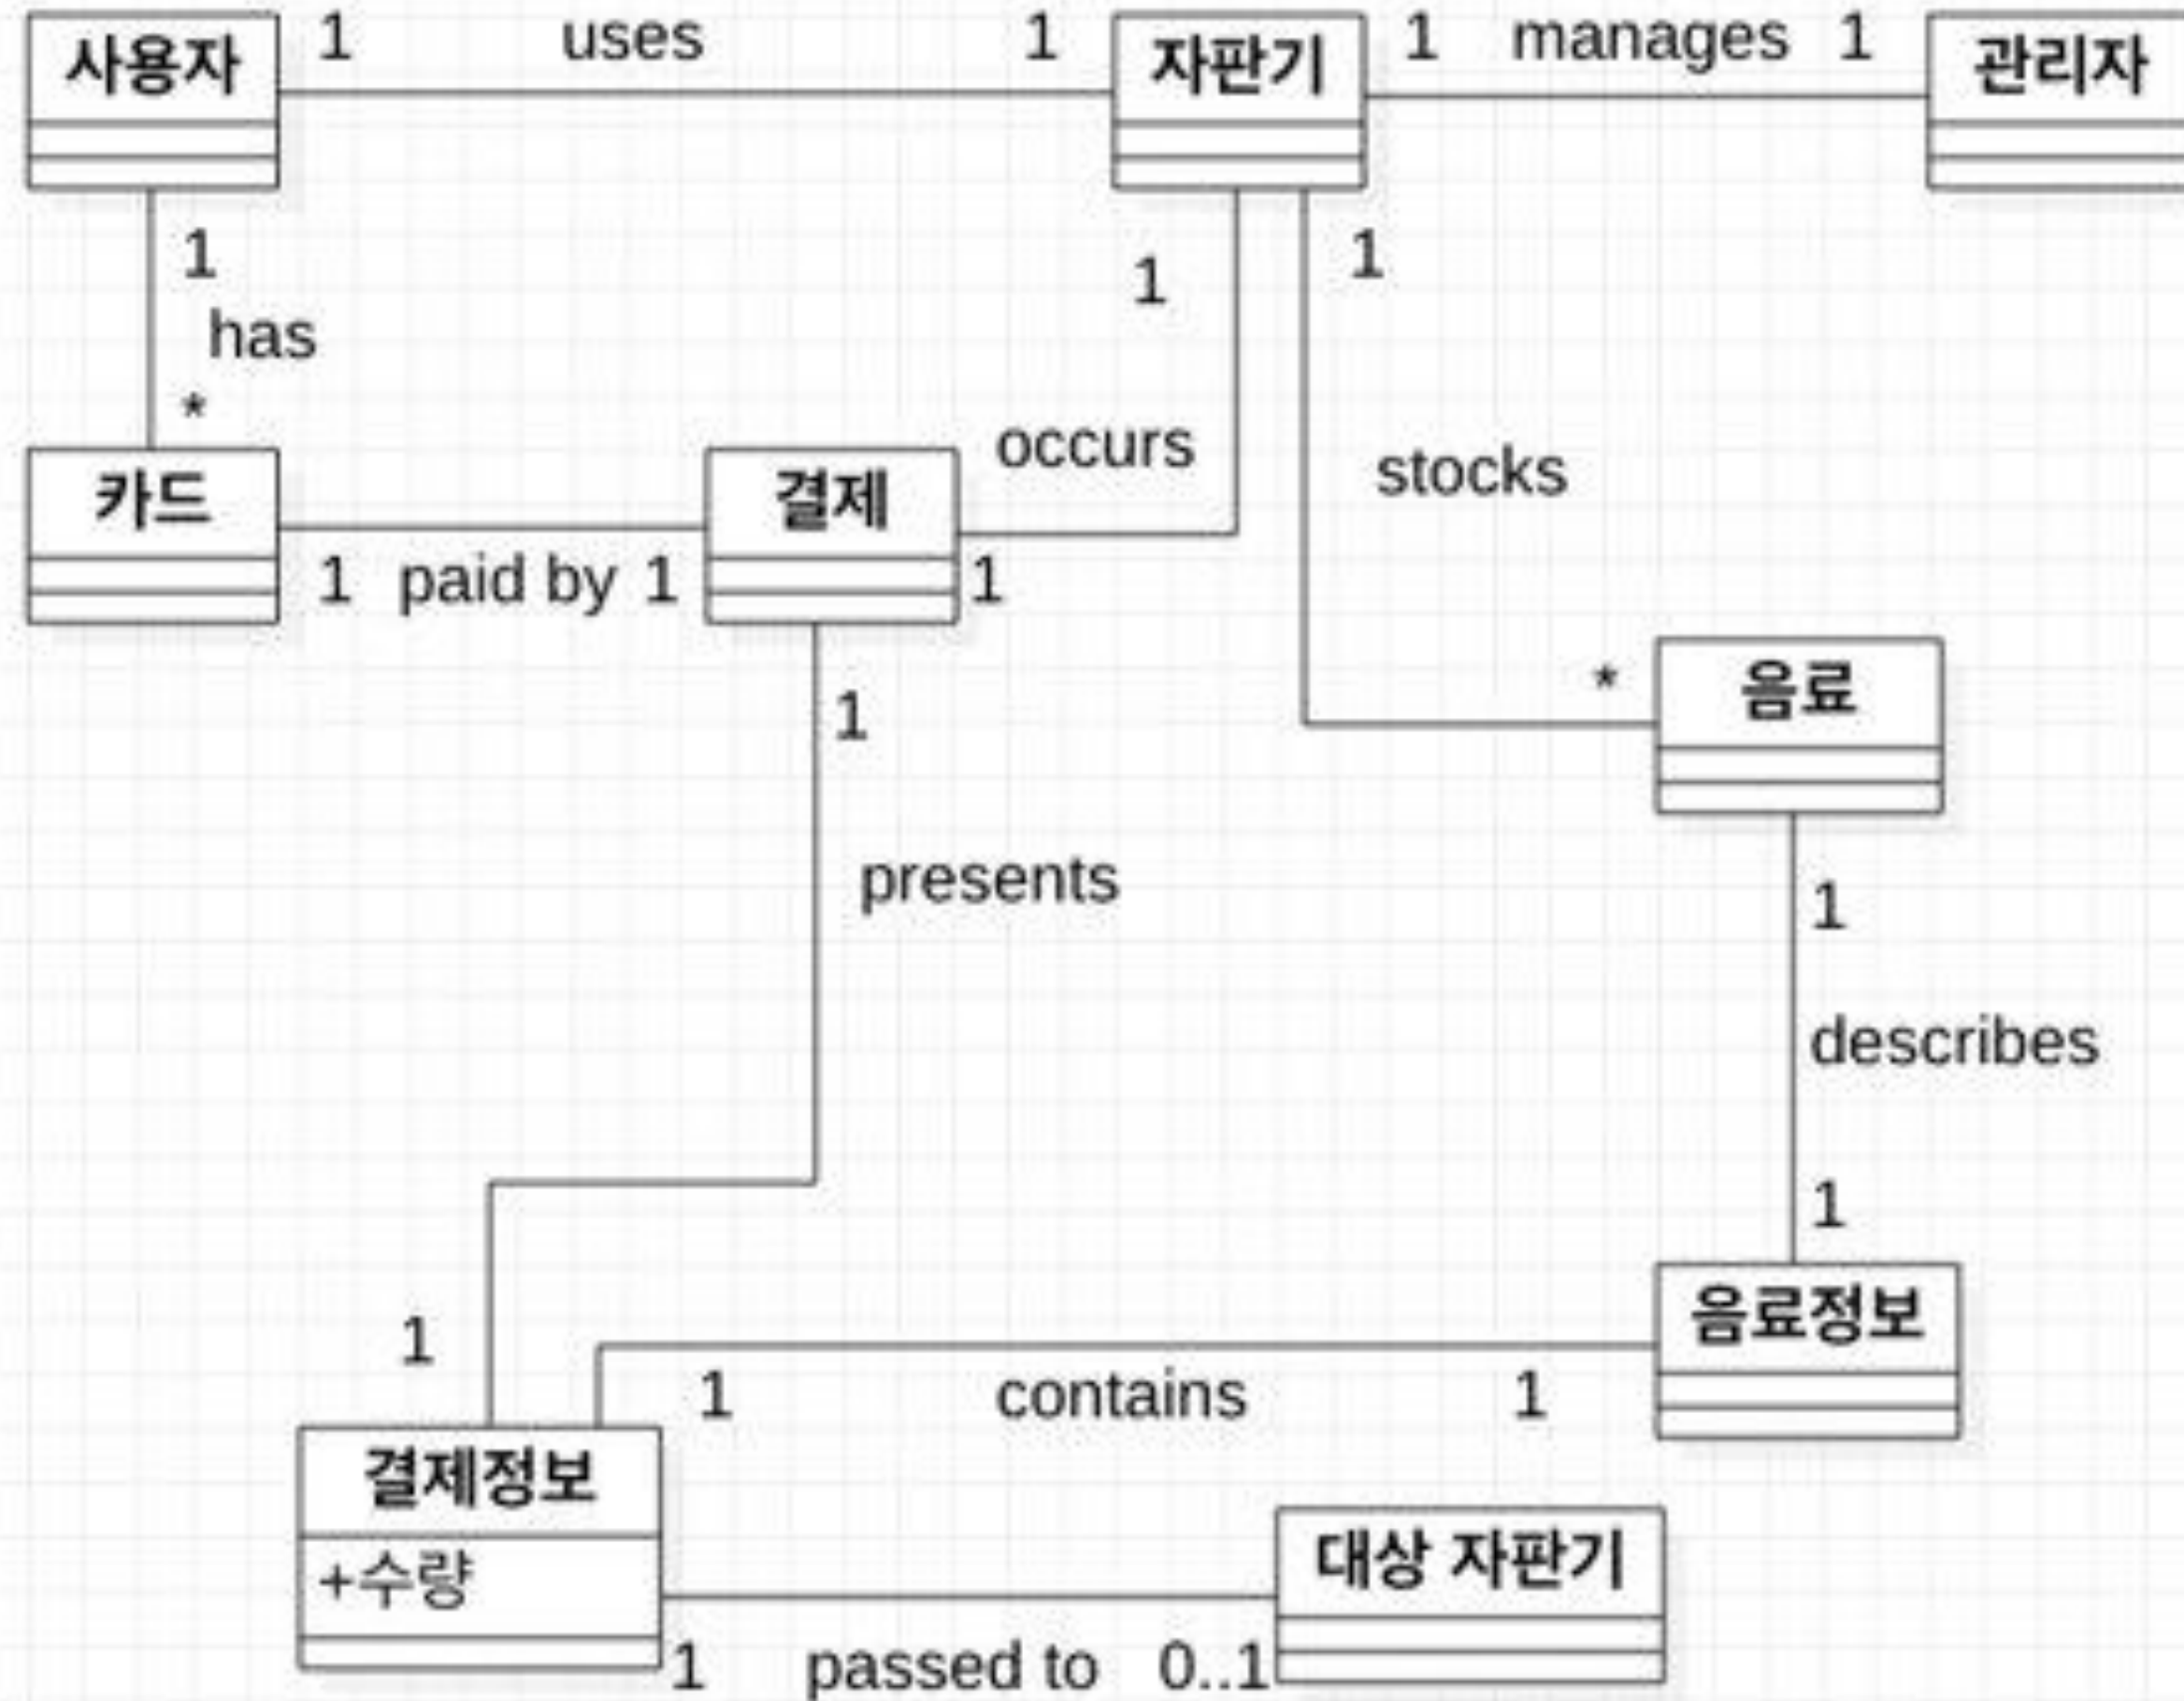 사용자 1 uses 1 자판기 1 manages 1 관리자
1 1
1
has
*
occurs
stocks
카드 결제
1 paid by 1 1
*
음료
1
presents
1
describes
1
음료정보
1
1 contains 1
결제정보
+수량
대상 자판기
1 passed to 0..1